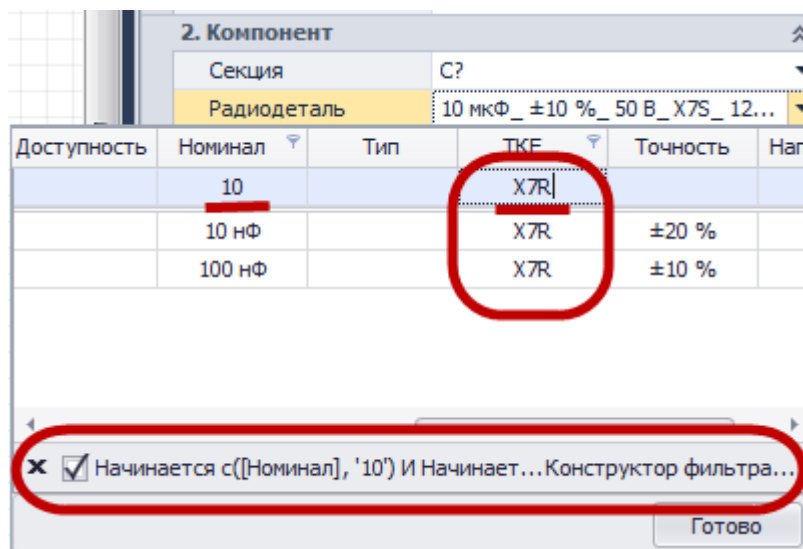 2. Компонент
Секция C?
Радиодеталь 10 мкФ_ ±10 %_ 50 В_ X7S_ 12...
Доступность Номинал Тип TKE Точность
10 X7R
10 нФ X7R ±20 %
100 нФ X7R ±10 %
Начинается с([Номинал], '10') И Начинает...Конструктор фильтра...
Готово